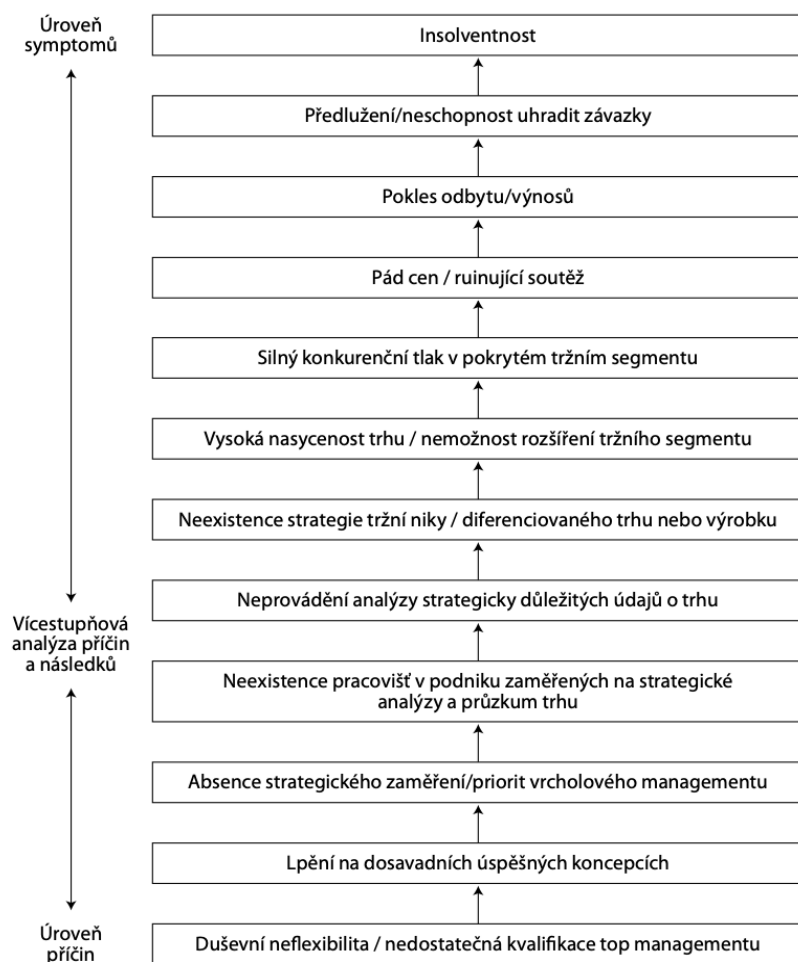 Úroveň
symptomů
Insolventnost
Předlužení/neschopnost uhradit závazky
Pokles odbytu/výnosů
Pád cen / ruinující soutěž
Silný konkurenční tlak v pokrytém tržním segmentu
Vysoká nasycenost trhu / nemožnost rozšíření tržního segmentu
Neexistence strategie tržní niky / diferenciovaného trhu nebo výrobku
Neprovádění analýzy strategicky důležitých údajů o trhu
Vícestupňová
analýza příčin
a následků
Neexistence pracovišť v podniku zaměřených na strategické
analýzy a průzkum trhu
Absence strategického zaměření/priorit vrcholového managementu
Lpění na dosavadních úspěšných koncepcích
Úroveň
příčin
Duševní neflexibilita / nedostatečná kvalifikace top managementu